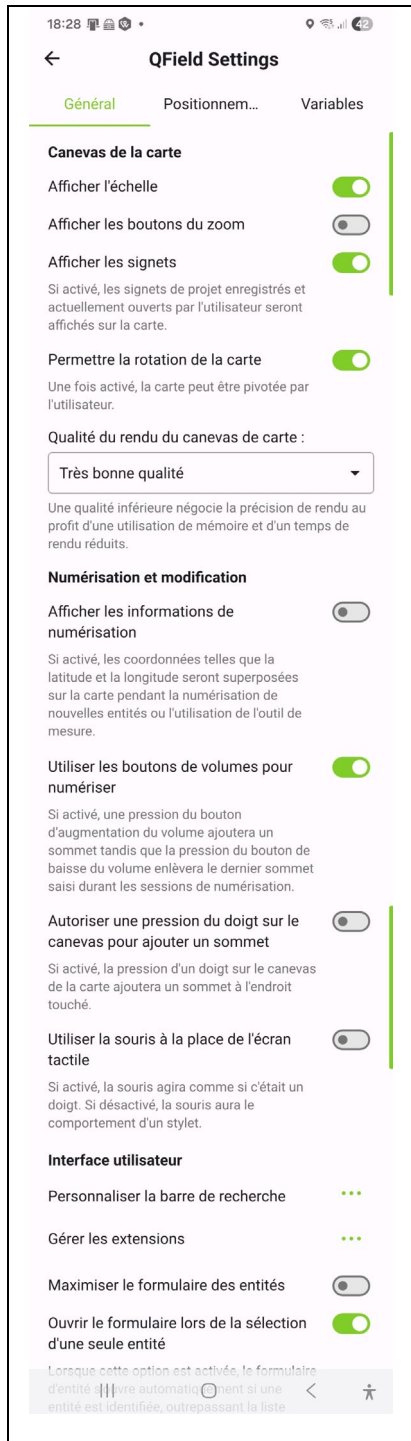 18:28
42
QField Settings
Général
Positionnem...
Variables
Canevas de la carte
Afficher l'échelle
Afficher les boutons du zoom
Afficher les signets
Si activé, les signets de projet enregistrés et
actuellement ouverts par l'utilisateur seront
affichés sur la carte.
Permettre la rotation de la carte
Une fois activé, la carte peut être pivotée par
l'utilisateur.
Qualité du rendu du canevas de carte :
Très bonne qualité
Une qualité inférieure négocie la précision de rendu au
profit d'une utilisation de mémoire et d'un temps de
rendu réduits.
Numérisation et modification
Afficher les informations de
numérisation
Si activé, les coordonnées telles que la
latitude et la longitude seront superposées
sur la carte pendant la numérisation de
nouvelles entités ou l'utilisation de l'outil de
mesure.
Utiliser les boutons de volumes pour
numériser
Si activé, une pression du bouton
d'augmentation du volume ajoutera un
sommet tandis que la pression du bouton de
baisse du volume enlèvera le dernier sommet
saisi durant les sessions de numérisation.
Autoriser une pression du doigt sur le
canevas pour ajouter un sommet
Si activé, la pression d'un doigt sur le canevas
de la carte ajoutera un sommet à l'endroit
touché.
Utiliser la souris à la place de l'écran
tactile
Si activé, la souris agira comme si c'était un
doigt. Si désactivé, la souris aura le
comportement d'un stylet.
Interface utilisateur
Personnaliser la barre de recherche
Gérer les extensions
Maximiser le formulaire des entités
Ouvrir le formulaire lors de la sélection
d'une seule entité
Lorsque cette option est activée, le formulaire
d'entité s'ouvre automatiquement si une
entité est identifiée, outrepassant la liste